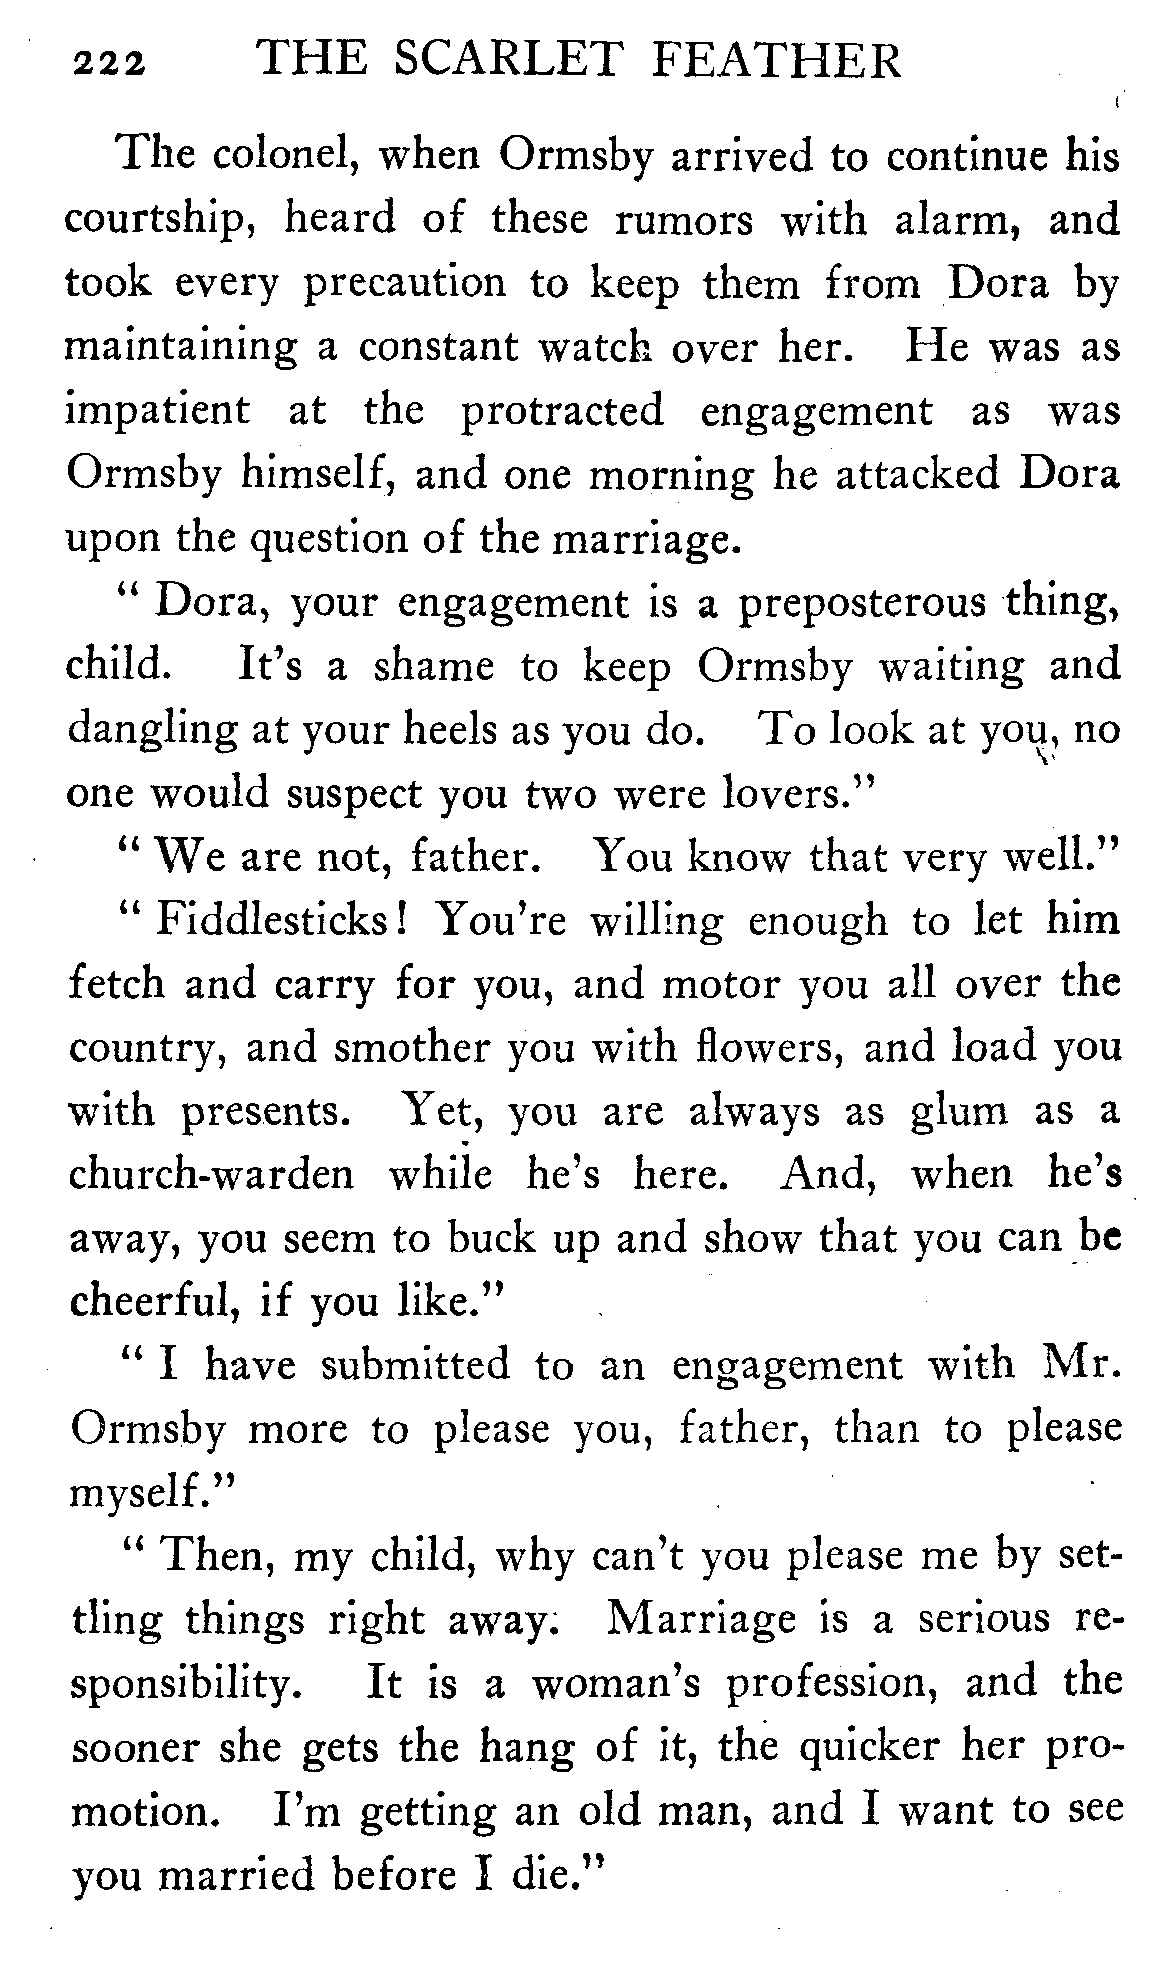 222 THE SCARLET FEATHER
The colonel, when Ormsby arrived to continue his
courtship, heard of these rumors with alarm, and
took every precaution to keep them from Dora by
maintaining a constant watch over her. He was as
impatient at the protracted engagement as was
Ormsby himself, and one morning he attacked Dora
upon the question of the marriage.
“ Dora, your engagement is a preposterous thing,
child. It’s a shame to keep Ormsby waiting and
dangling at your heels as you do. To look at you, no
one would suspect you two were lovers.”
“ We are not, father. You know that very well.”
“ Fiddlesticks! You’re willing enough to let him
fetch and carry for you, and motor you all over the
country, and smother you with flowers, and load you
with presents. Yet, you are always as glum as a
church-warden while he’s here. And, when he’s
away, you seem to buck up and show that you can be
cheerful, if you like.”
“ I have submitted to an engagement with Mr.
Ormsby more to please you, father, than to please
myself.”
“ Then, my child, why can’t you please me by set-
tling things right away. Marriage is a serious re-
sponsibility. It is a woman’s profession, and the
sooner she gets the hang of it, the quicker her pro-
motion. I’m getting an old man, and I want to see
you married before I die.”